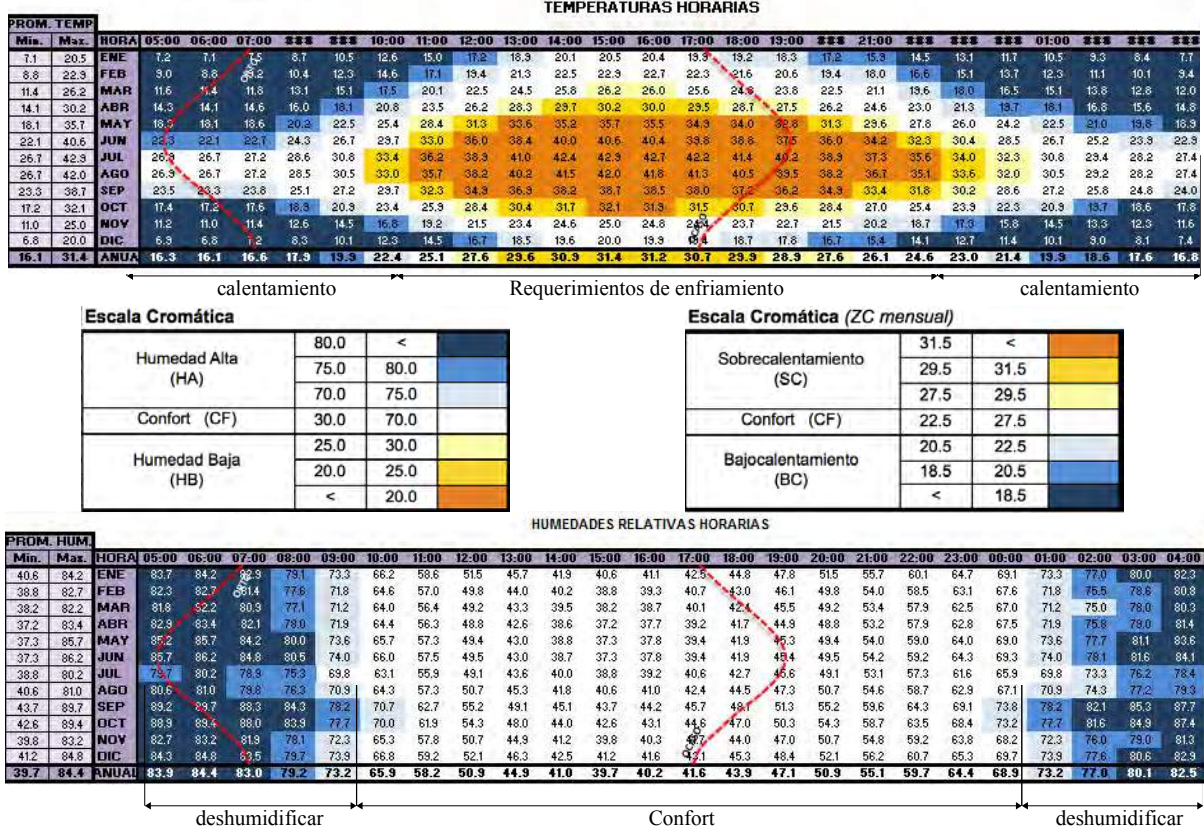 TEMPERATURAS HORARIAS
PROM. TEMP
Min. Max. HORA 05:00 06:00 07:00 ### ### 10:00 11:00 12:00 13:00 14:00 15:00 16:00 17:00 18:00 19:00 ### 21:00 ### ### ### 01:00 ### ### ###
7.1 20.5 ENE 7.2 7.1 7.5 8.7 10.5 12.6 15.0 17.2 18.9 20.1 20.5 20.4 19.9 19.2 18.3 17.2 15.9 14.5 13.1 11.7 10.5 9.3 8.4 7.7
8.8 22.9 FEB 9.0 8.8 9.2 10.4 12.3 14.6 17.1 19.4 21.3 22.5 22.9 22.7 22.3 21.6 20.6 19.4 18.0 16.6 15.1 13.7 12.3 11.1 10.1 9.4
11.4 26.2 MAR 11.6 11.4 11.8 13.1 15.1 17.5 20.1 22.5 24.5 25.8 26.2 26.0 25.6 24.8 23.8 22.5 21.1 19.6 18.0 16.5 15.1 13.8 12.8 12.0
14.1 30.2 ABR 14.3 14.1 14.6 16.0 18.1 20.8 23.5 26.2 28.3 29.7 30.2 30.0 29.5 28.7 27.5 26.2 24.6 23.0 21.3 19.7 18.1 16.8 15.6 14.8
18.1 35.7 MAY 18.3 18.1 18.6 20.2 22.5 25.4 28.4 31.3 33.6 35.2 35.7 35.5 34.9 34.0 32.8 31.3 29.6 27.8 26.0 24.2 22.5 21.0 19.8 18.9
22.1 40.6 JUN 22.3 22.1 22.7 24.3 26.7 29.7 33.0 36.0 38.4 40.0 40.6 40.4 39.8 38.8 37.5 36.0 34.2 32.3 30.4 28.5 26.7 25.2 23.9 22.9
26.7 42.9 JUL 26.9 26.7 27.2 28.6 30.8 33.4 36.2 38.9 41.0 42.4 42.9 42.7 42.2 41.4 40.2 38.9 37.3 35.6 34.0 32.3 30.8 29.4 28.2 27.4
26.7 42.0 AGO 26.9 26.7 27.2 28.5 30.5 33.0 35.7 38.2 40.2 41.5 42.0 41.8 41.3 40.5 39.5 38.2 36.7 35.1 33.6 32.0 30.5 29.2 28.2 27.4
23.3 38.7 SEP 23.5 23.3 23.8 25.1 27.2 29.7 32.3 34.9 36.9 38.2 38.7 38.5 38.0 37.2 36.2 34.9 33.4 31.8 30.2 28.6 27.2 25.8 24.8 24.0
17.2 32.1 OCT 17.4 17.2 17.6 18.9 20.9 23.4 25.9 28.4 30.4 31.7 32.1 31.9 31.5 30.7 29.6 28.4 27.0 25.4 23.9 22.3 20.9 19.7 18.6 17.8
11.0 25.0 NOV 11.2 11.0 11.4 12.6 14.5 16.8 19.2 21.5 23.4 24.6 25.0 24.8 24.4 23.7 22.7 21.5 20.2 18.7 17.3 15.8 14.5 13.3 12.3 11.6
6.8 20.0 DIC 6.9 6.8 7.2 8.3 10.1 12.3 14.5 16.7 18.5 19.6 20.0 19.9 19.4 18.7 17.8 16.7 15.4 14.1 12.7 11.4 10.1 9.0 8.1 7.4
16.1 31.4 ANUA 16.3 16.1 16.6 17.9 19.9 22.4 25.1 27.6 29.6 30.9 31.4 31.2 30.7 29.9 28.9 27.6 26.1 24.6 23.0 21.4 19.9 18.6 17.6 16.8
ORTO
OCASO
calentamiento Requerimientos de enfriamiento calentamiento
Escala Cromática
Humedad Alta (HA)
80.0 <
75.0 80.0
70.0 75.0
Confort (CF) 30.0 70.0
Humedad Baja (HB)
25.0 30.0
20.0 25.0
< 20.0
Escala Cromática (ZC mensual)
Sobrecalentamiento (SC)
31.5 <
29.5 31.5
27.5 29.5
Confort (CF) 22.5 27.5
Bajocalentamiento (BC)
20.5 22.5
18.5 20.5
< 18.5
HUMEDADES RELATIVAS HORARIAS
PROM. HUM.
Min. Max. HORA 05:00 06:00 07:00 08:00 09:00 10:00 11:00 12:00 13:00 14:00 15:00 16:00 17:00 18:00 19:00 20:00 21:00 22:00 23:00 00:00 01:00 02:00 03:00 04:00
40.6 84.2 ENE 83.7 84.2 82.9 79.1 73.3 66.2 58.6 51.5 45.7 41.9 40.6 41.1 42.5 44.8 47.8 51.5 55.7 60.1 64.7 69.1 73.3 77.0 80.0 82.3
38.8 82.7 FEB 82.3 82.7 81.4 77.6 71.8 64.6 57.0 49.8 44.0 40.2 38.8 39.3 40.7 43.0 46.1 49.8 54.0 58.5 63.1 67.6 71.8 75.5 78.6 80.8
38.2 82.2 MAR 81.8 82.2 80.9 77.1 71.2 64.0 56.4 49.2 43.3 39.5 38.2 38.7 40.1 42.4 45.5 49.2 53.4 57.9 62.5 67.0 71.2 75.0 78.0 80.3
37.2 83.4 ABR 82.9 83.4 82.1 78.0 71.9 64.4 56.3 48.8 42.6 38.6 37.2 37.7 39.2 41.7 44.9 48.8 53.2 57.9 62.8 67.5 71.9 75.8 79.0 81.4
37.3 85.7 MAY 85.2 85.7 84.2 80.0 73.6 65.7 57.3 49.4 43.0 38.8 37.3 37.8 39.4 41.9 45.3 49.4 54.0 59.0 64.0 69.0 73.6 77.7 81.1 83.6
37.3 86.2 JUN 85.7 86.2 84.8 80.5 74.0 66.0 57.5 49.5 43.0 38.7 37.3 37.8 39.4 41.9 45.4 49.5 54.2 59.2 64.3 69.3 74.0 78.1 81.6 84.1
38.8 80.2 JUL 79.7 80.2 78.9 75.3 69.8 63.1 55.9 49.1 43.6 40.0 38.8 39.2 40.6 42.7 45.6 49.1 53.1 57.3 61.6 65.9 69.8 73.3 76.2 78.4
40.6 81.0 AGO 80.6 81.0 79.8 76.3 70.9 64.3 57.3 50.7 45.3 41.8 40.6 41.0 42.4 44.5 47.3 50.7 54.6 58.7 62.9 67.1 70.9 74.3 77.2 79.3
43.7 89.7 SEP 89.2 89.7 88.3 84.3 78.2 70.7 62.7 55.2 49.1 45.1 43.7 44.2 45.7 48.1 51.3 55.2 59.6 64.3 69.1 73.8 78.2 82.1 85.3 87.7
42.6 89.4 OCT 88.9 89.4 88.0 83.9 77.7 70.0 61.9 54.3 48.0 44.0 42.6 43.1 44.6 47.0 50.3 54.3 58.7 63.5 68.4 73.2 77.7 81.6 84.9 87.4
39.8 83.2 NOV 82.7 83.2 81.9 78.1 72.3 65.3 57.8 50.7 44.9 41.2 39.8 40.3 44.0 47.0 50.7 54.8 59.2 63.8 68.2 72.3 76.0 79.0 81.3
41.2 84.8 DIC 84.3 84.8 83.5 79.7 73.9 66.8 59.2 52.1 46.3 42.5 41.2 41.6 45.3 48.4 52.1 56.2 60.7 65.3 69.7 73.9 77.6 80.6 82.9
39.7 84.4 ANUAL 83.9 84.4 83.0 79.2 73.2 65.9 58.2 50.9 44.9 41.0 39.7 40.2 41.6 43.9 47.1 50.9 55.1 59.7 64.4 68.9 73.2 77.0 80.1 82.5
ORTO
OCASO
deshumidificar Confort deshumidificar